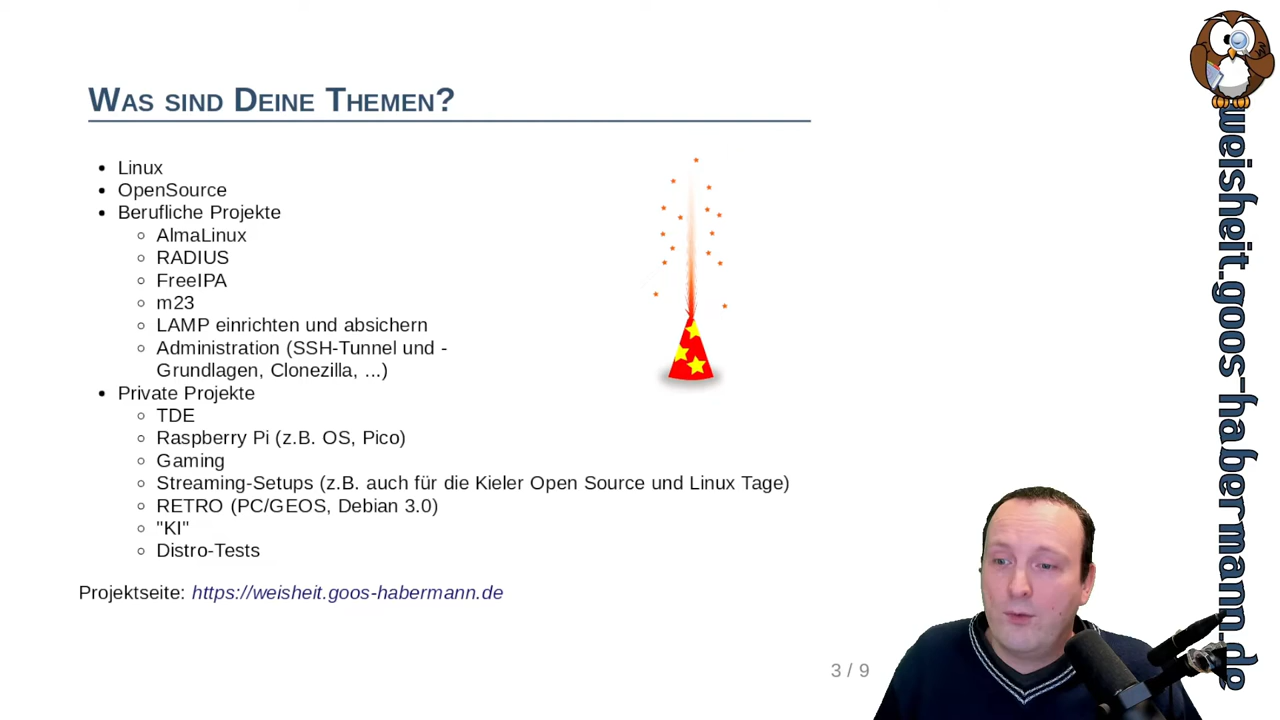 Was sind Deine Themen?
Linux
OpenSource
Berufliche Projekte
AlmaLinux
RADIUS
FreeIPA
m23
LAMP einrichten und absichern
Administration (SSH-Tunnel und -
Grundlagen, Clonezilla, ...)
Private Projekte
TDE
Raspberry Pi (z.B. OS, Pico)
Gaming
Streaming-Setups (z.B. auch für die Kieler Open Source und Linux Tage)
RETRO (PC/GEOS, Debian 3.0)
"KI"
Distro-Tests
Projektseite: https://weisheit.goos-habermann.de
3 / 9
weisheit.goos-habermann.de